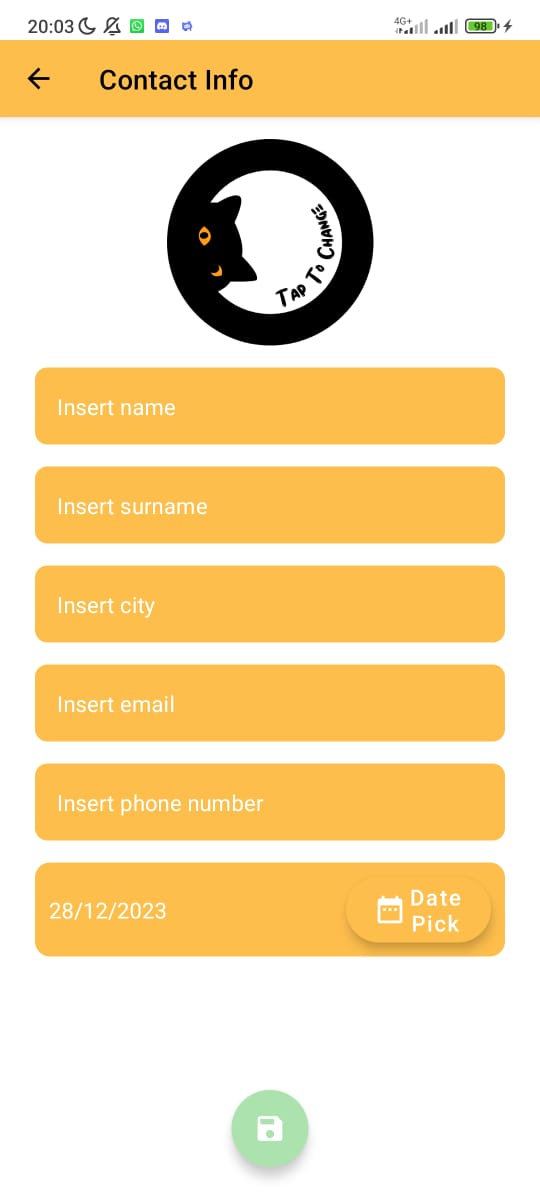 20:03
4G+
98
Contact Info
Tap To Change
Insert name
Insert surname
Insert city
Insert email
Insert phone number
28/12/2023
Date
Pick